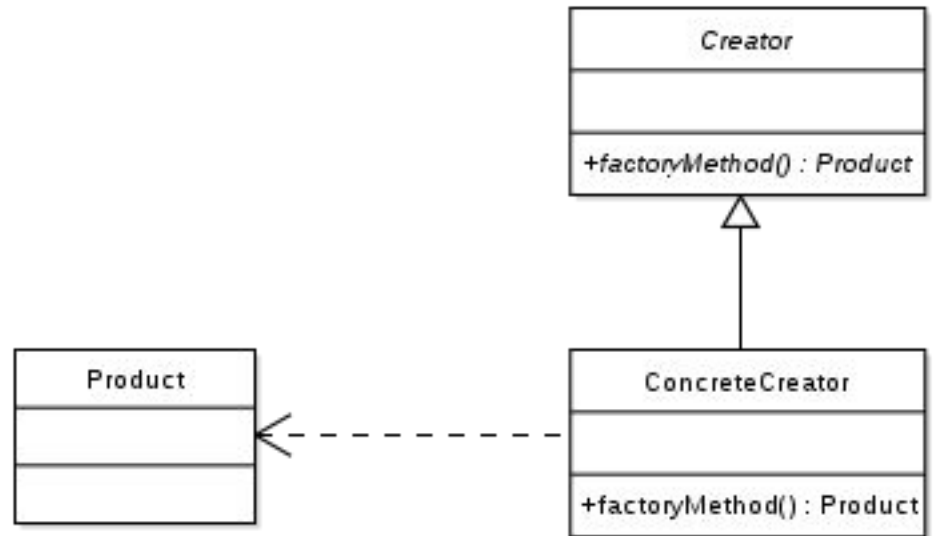 Creator
+factoryMethod() : Product
Product
ConcreteCreator
+factoryMethod() : Product